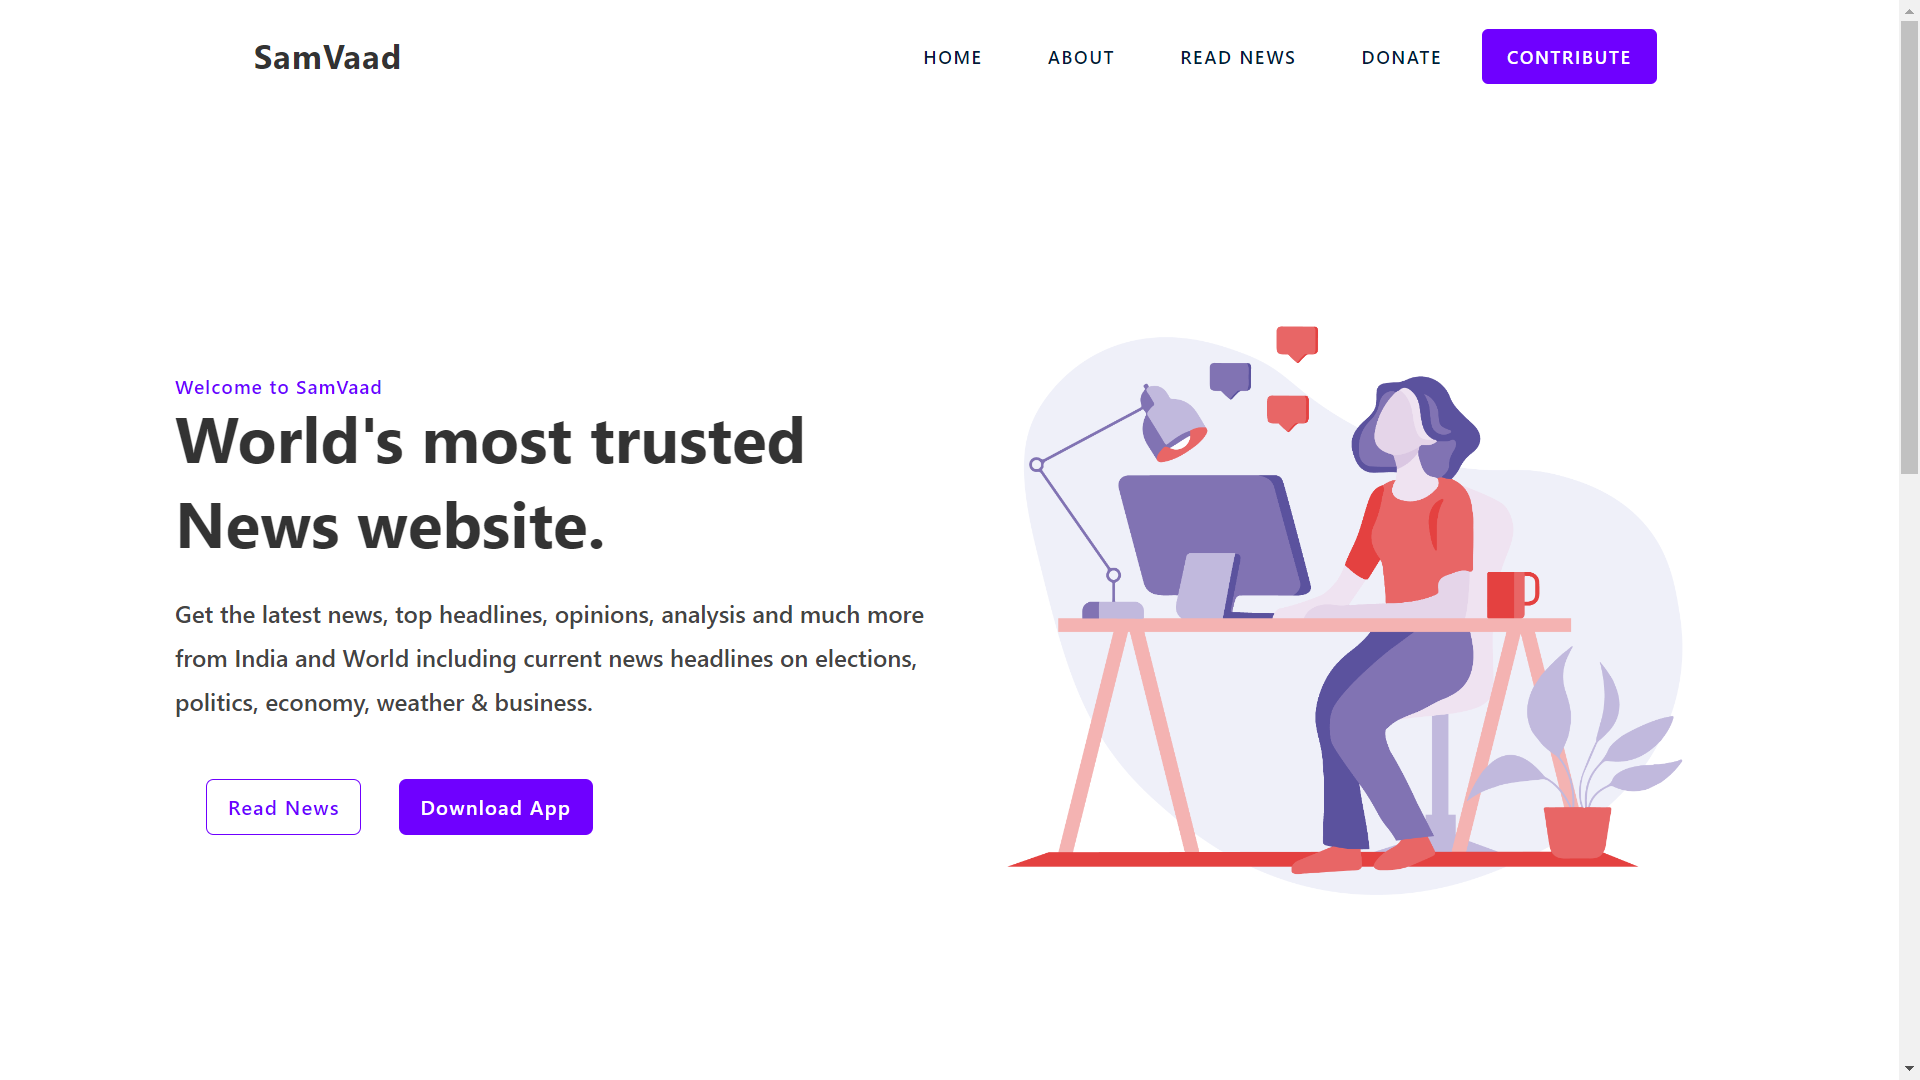 SamVaad
HOME
ABOUT
READ NEWS
DONATE
CONTRIBUTE
Welcome to SamVaad
World's most trusted
News website.
Get the latest news, top headlines, opinions, analysis and much more
from India and World including current news headlines on elections,
politics, economy, weather & business.
Read News
Download App